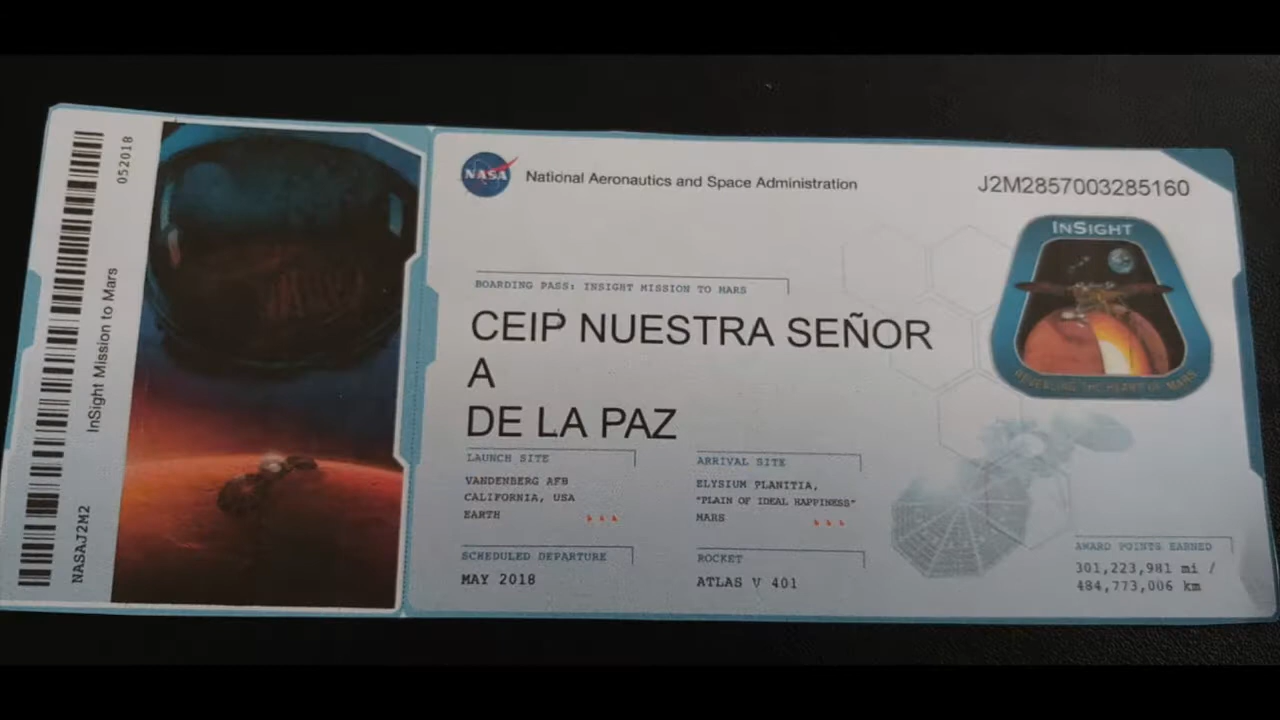 052018
InSight Mission to Mars
NASAJ2M2
NASA
National Aeronautics and Space Administration
J2M2857003285160
INSIGHT
REVEALING THE HEART OF MARS
BOARDING PASS: INSIGHT MISSION TO MARS
CEIP NUESTRA SEÑOR
A
DE LA PAZ
LAUNCH SITE
VANDENBERG AFB
CALIFORNIA, USA
EARTH
ARRIVAL SITE
ELYSIUM PLANITIA,
"PLAIN OF IDEAL HAPPINESS"
MARS
SCHEDULED DEPARTURE
MAY 2018
ROCKET
ATLAS V 401
AWARD POINTS EARNED
301,223,981 mi /
484,773,006 km